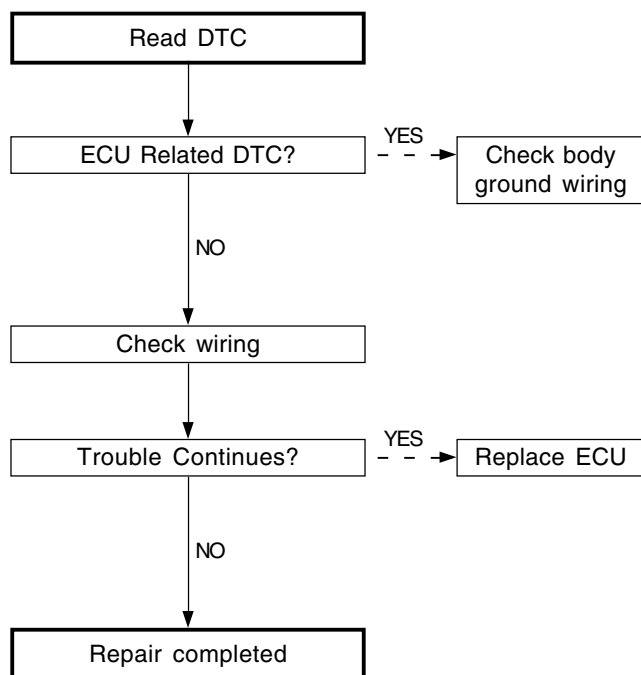 Read DTC
ECU Related DTC?
YES
Check body
ground wiring
NO
Check wiring
Trouble Continues?
YES
Replace ECU
NO
Repair completed